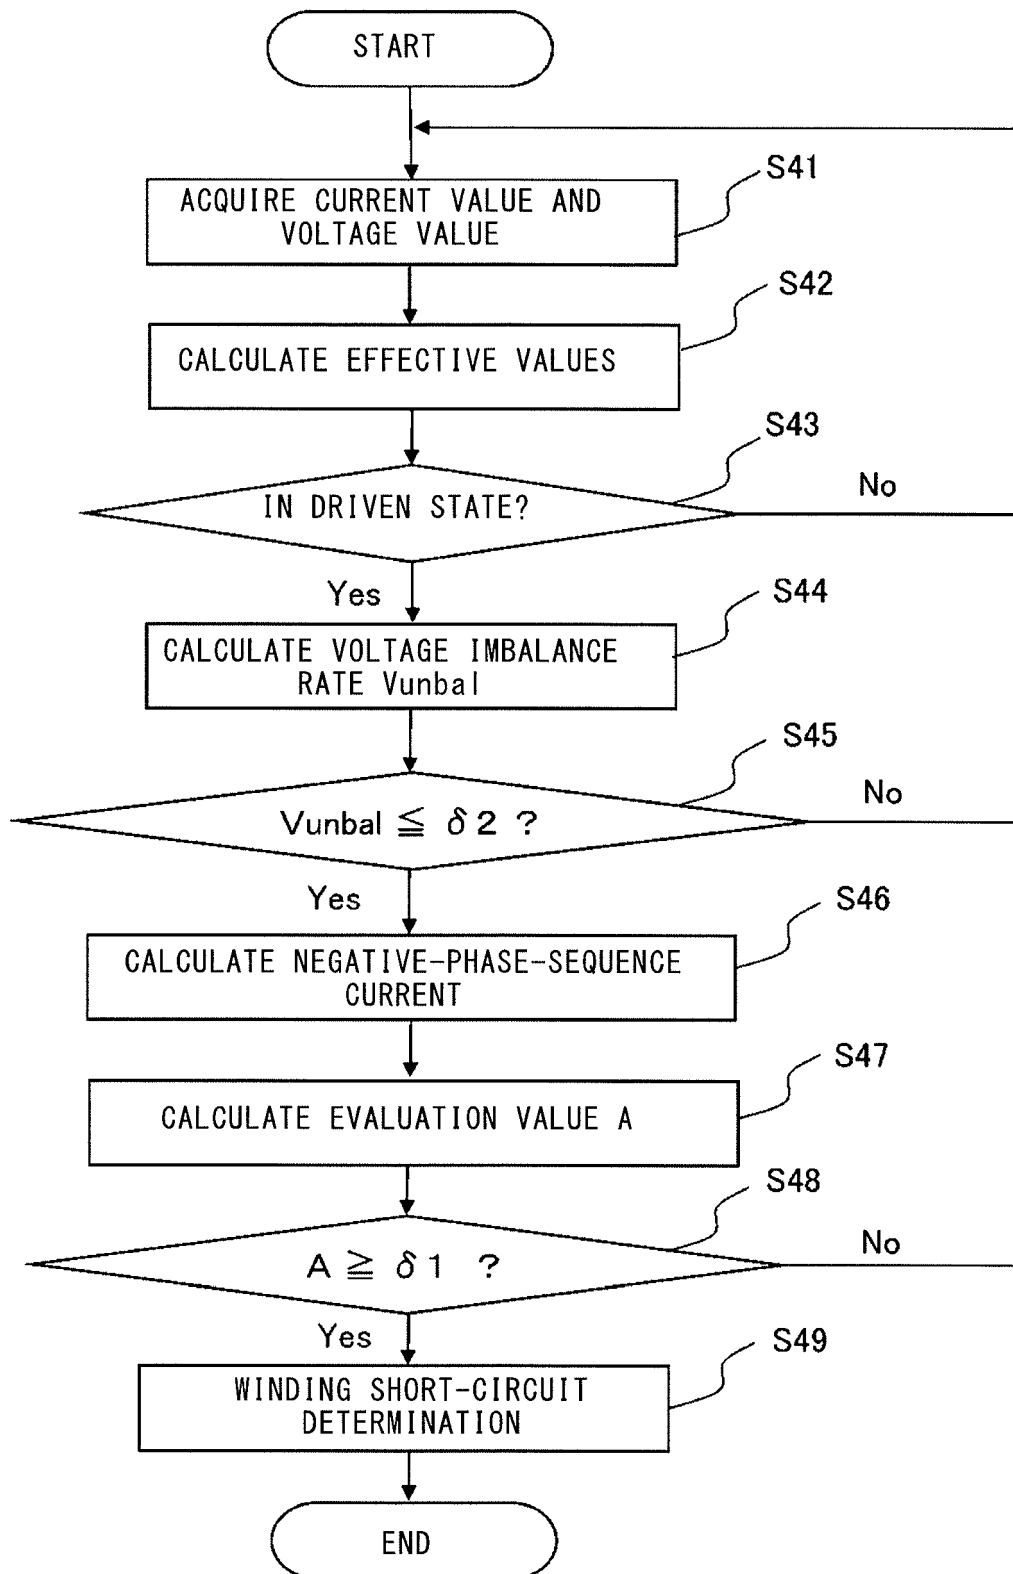 START
S41
ACQUIRE CURRENT VALUE AND
VOLTAGE VALUE
S42
CALCULATE EFFECTIVE VALUES
S43
IN DRIVEN STATE?
No
Yes
S44
CALCULATE VOLTAGE IMBALANCE
RATE Vunbal
S45
Vunbal ≦ δ2 ?
No
Yes
S46
CALCULATE NEGATIVE-PHASE-SEQUENCE
CURRENT
S47
CALCULATE EVALUATION VALUE A
S48
A ≧ δ1 ?
No
Yes
S49
WINDING SHORT-CIRCUIT
DETERMINATION
END